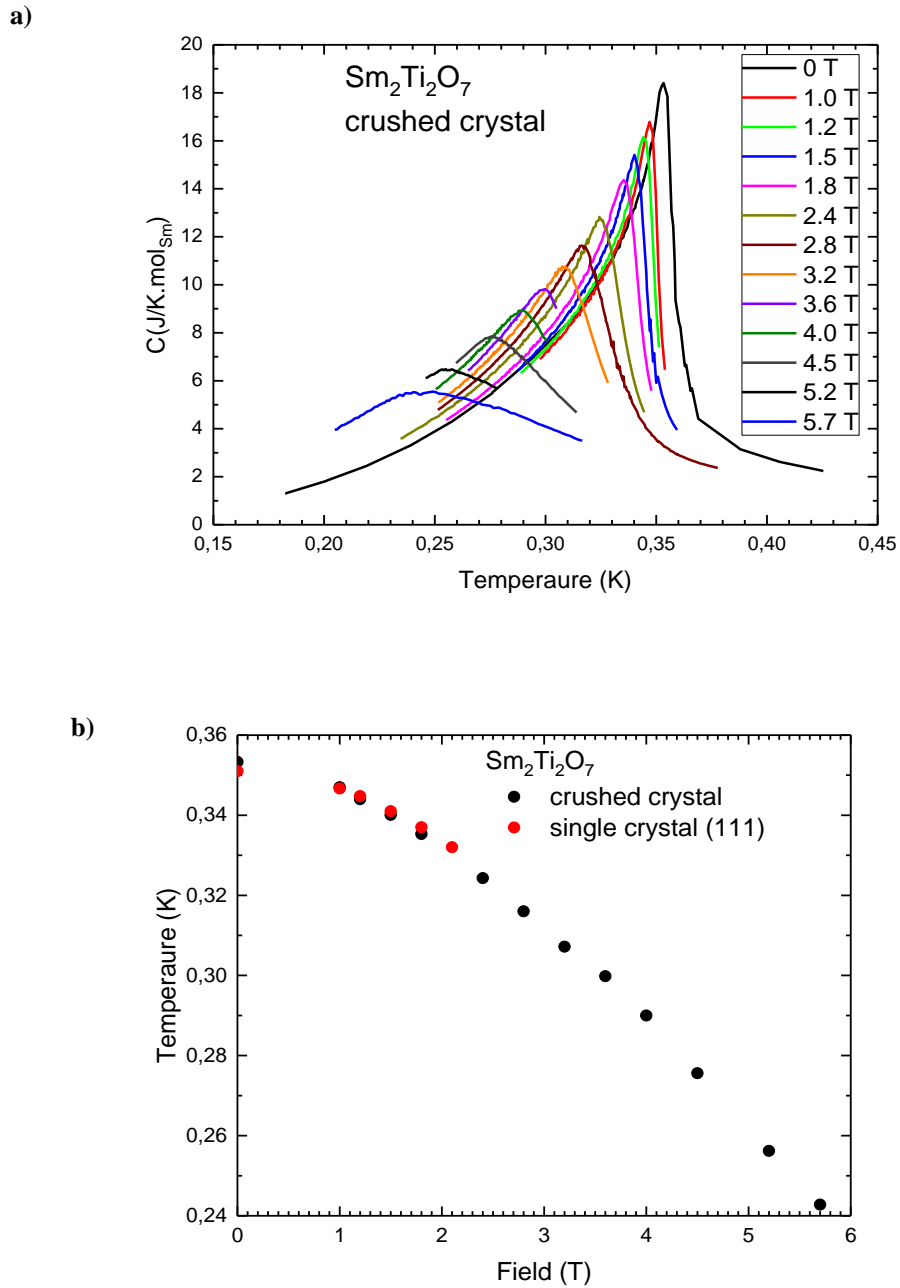 a)
20
18
16
14
12
10
8
6
4
2
0
C(J/K.mol_Sm)
Sm₂Ti₂O₇
crushed crystal
0 T
1.0 T
1.2 T
1.5 T
1.8 T
2.4 T
2.8 T
3.2 T
3.6 T
4.0 T
4.5 T
5.2 T
5.7 T
0,15 0,20 0,25 0,30 0,35 0,40 0,45
Temperaure (K)
b)
0,36
0,34
0,32
0,30
0,28
0,26
0,24
Temperaure (K)
Sm₂Ti₂O₇
crushed crystal
single crystal (111)
0 1 2 3 4 5 6
Field (T)